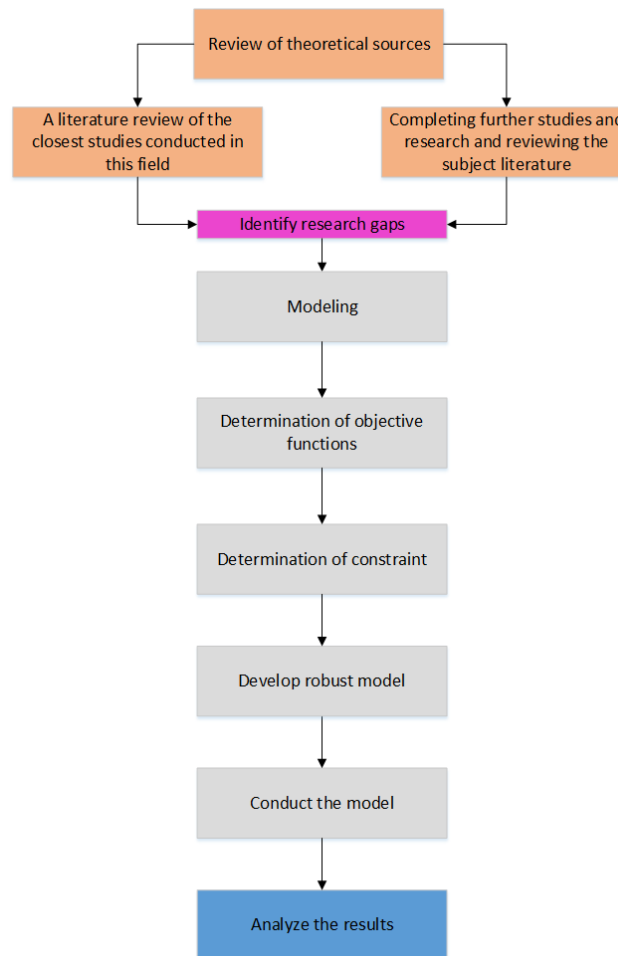 Review of theoretical sources
A literature review of the
closest studies conducted in
this field
Completing further studies and
research and reviewing the
subject literature
Identify research gaps
Modeling
Determination of objective
functions
Determination of constraint
Develop robust model
Conduct the model
Analyze the results